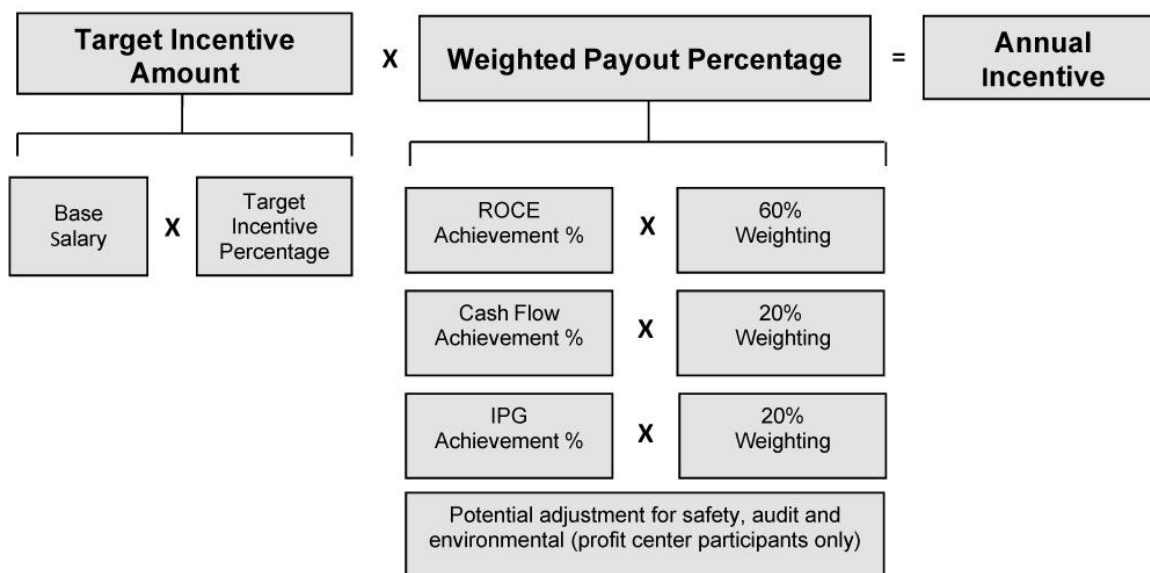 Target Incentive
Amount
X
Weighted Payout Percentage
=
Annual
Incentive
Base
Salary
X
Target
Incentive
Percentage
ROCE
Achievement %
X
60%
Weighting
Cash Flow
Achievement %
X
20%
Weighting
IPG
Achievement %
X
20%
Weighting
Potential adjustment for safety, audit and
environmental (profit center participants only)